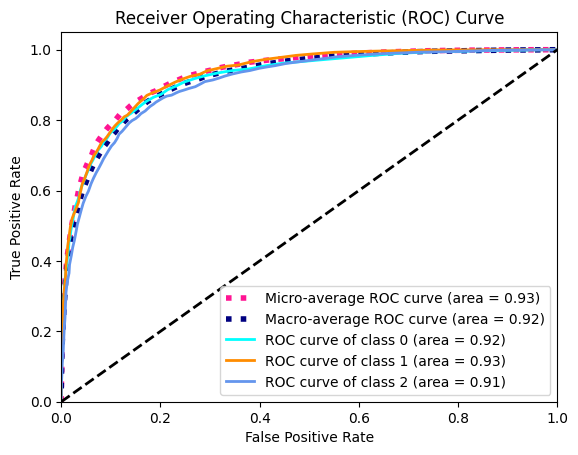 Receiver Operating Characteristic (ROC) Curve
1.0
0.8
0.6
0.4
0.2
0.0
True Positive Rate
Micro-average ROC curve (area = 0.93)
Macro-average ROC curve (area = 0.92)
ROC curve of class 0 (area = 0.92)
ROC curve of class 1 (area = 0.93)
ROC curve of class 2 (area = 0.91)
0.0 0.2 0.4 0.6 0.8 1.0
False Positive Rate